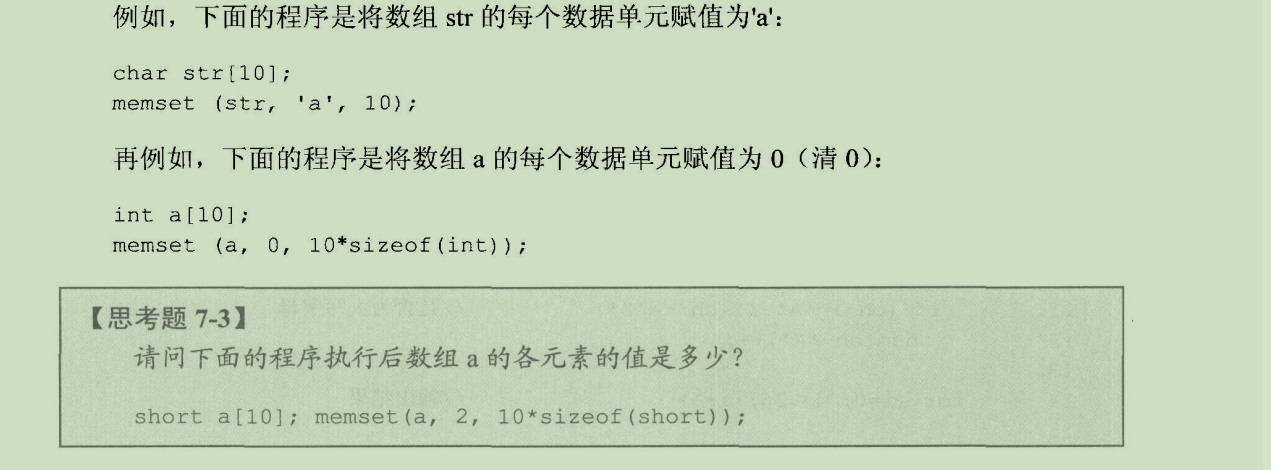 例如，下面的程序是将数组 str 的每个数据单元赋值为'a'：
char str[10];
memset (str, 'a', 10);
再例如，下面的程序是将数组 a 的每个数据单元赋值为 0（清 0）：
int a[10];
memset (a, 0, 10*sizeof(int));
【思考题 7-3】
请问下面的程序执行后数组 a 的各元素的值是多少？
short a[10]; memset(a, 2, 10*sizeof(short));